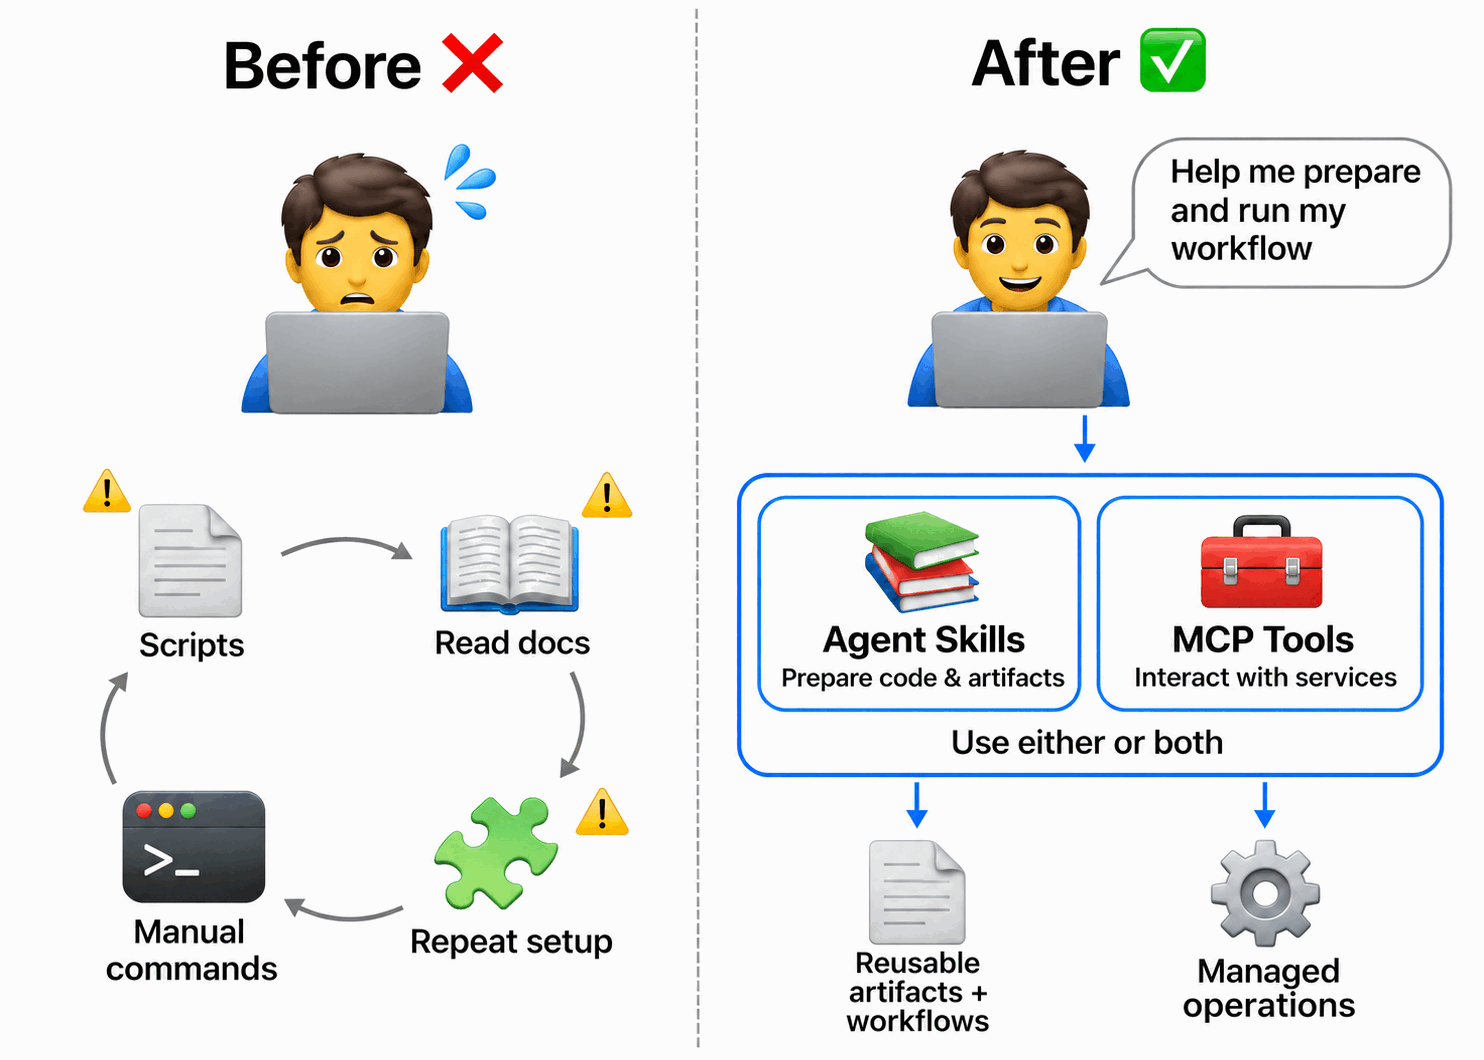 Before
After
Help me prepare
and run my
workflow
Scripts
Read docs
Manual
commands
Repeat setup
Agent Skills
Prepare code & artifacts
MCP Tools
Interact with services
Use either or both
Reusable
artifacts +
workflows
Managed
operations